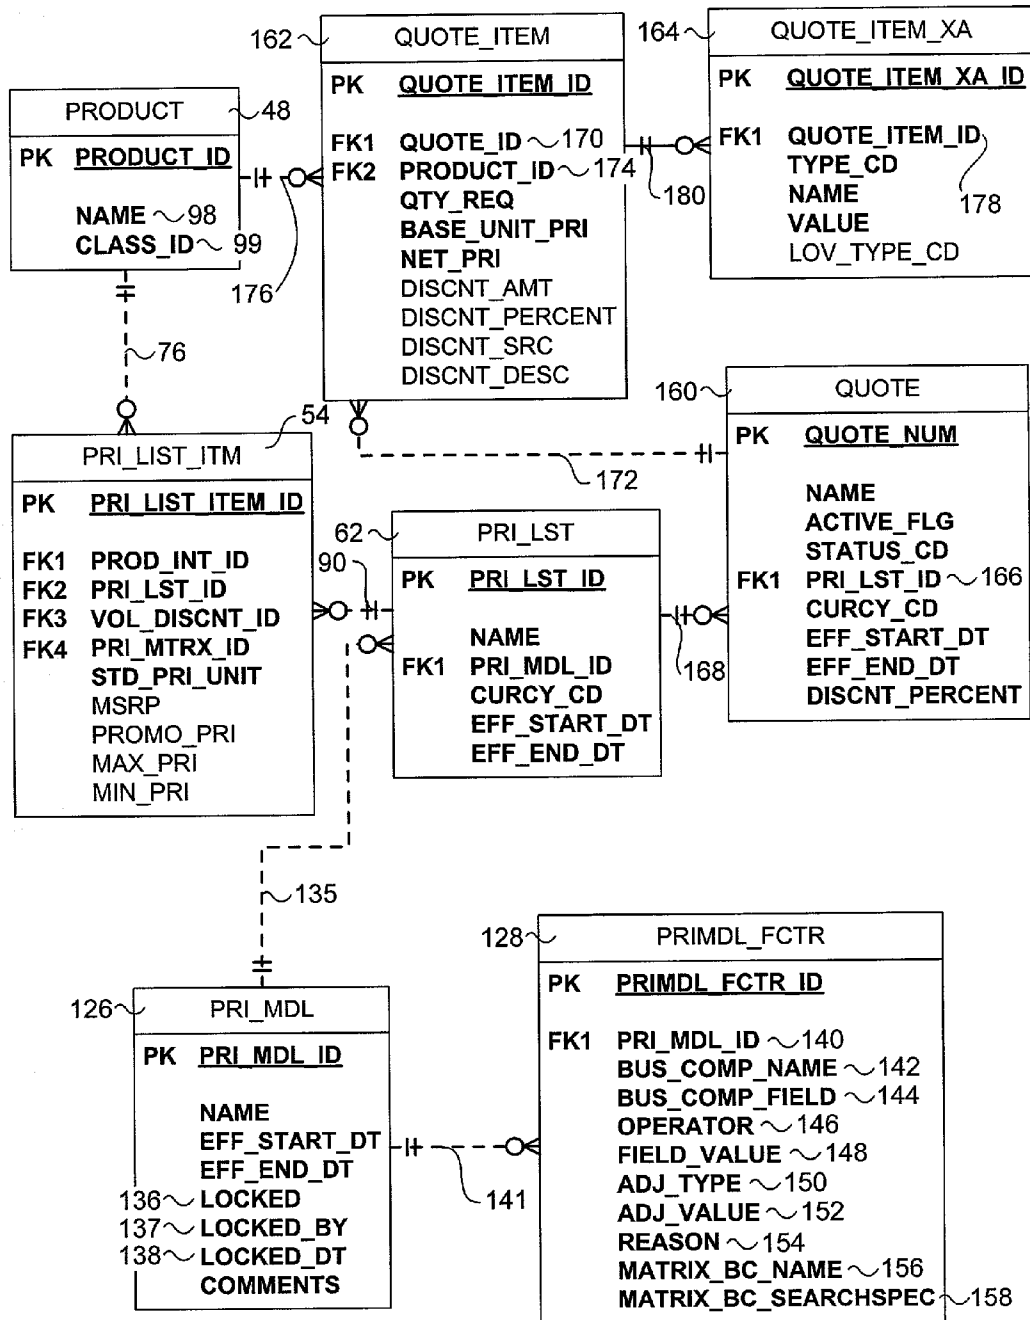 162 QUOTE_ITEM
PK QUOTE_ITEM_ID
FK1 QUOTE_ID 170
FK2 PRODUCT_ID 174
QTY_REQ
BASE_UNIT_PRI
NET_PRI
DISCNT_AMT
DISCNT_PERCENT
DISCNT_SRC
DISCNT_DESC
164 QUOTE_ITEM_XA
PK QUOTE_ITEM_XA_ID
FK1 QUOTE_ITEM_ID
TYPE_CD
NAME 178
VALUE
LOV_TYPE_CD
180
PRODUCT 48
PK PRODUCT_ID
NAME 98
CLASS_ID 99
176
76
172
160 QUOTE
PK QUOTE_NUM
NAME
ACTIVE_FLG
STATUS_CD
FK1 PRI_LST_ID 166
CURCY_CD
EFF_START_DT
EFF_END_DT
DISCNT_PERCENT
54
PRI_LIST_ITM
PK PRI_LIST_ITEM_ID
FK1 PROD_INT_ID
FK2 PRI_LST_ID
FK3 VOL_DISCNT_ID
FK4 PRI_MTRX_ID
STD_PRI_UNIT
MSRP
PROMO_PRI
MAX_PRI
MIN_PRI
62 PRI_LST
90
PK PRI_LST_ID
NAME
FK1 PRI_MDL_ID
CURCY_CD
EFF_START_DT
EFF_END_DT
168
135
126 PRI_MDL
PK PRI_MDL_ID
NAME
EFF_START_DT
EFF_END_DT
136 LOCKED
137 LOCKED_BY
138 LOCKED_DT
COMMENTS
141
128 PRIMDL_FCTR
PK PRIMDL_FCTR_ID
FK1 PRI_MDL_ID 140
BUS_COMP_NAME 142
BUS_COMP_FIELD 144
OPERATOR 146
FIELD_VALUE 148
ADJ_TYPE 150
ADJ_VALUE 152
REASON 154
MATRIX_BC_NAME 156
MATRIX_BC_SEARCHSPEC 158